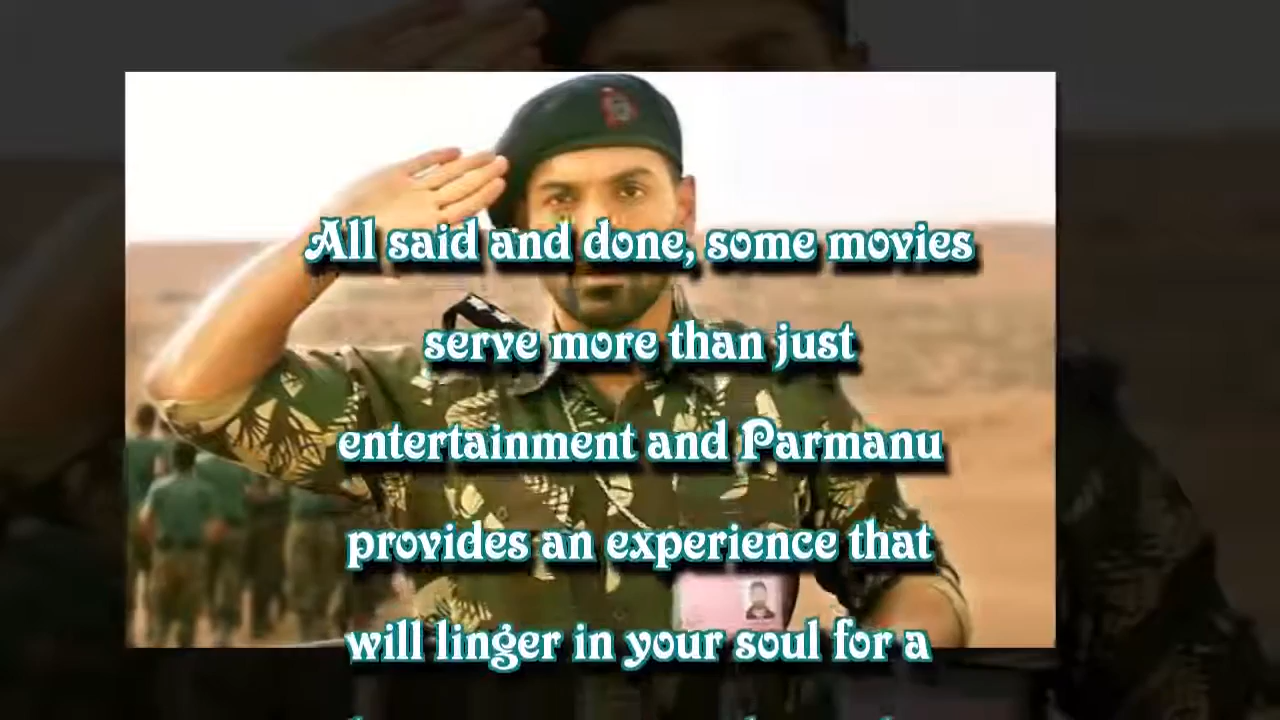 All said and done, some movies
serve more than just
entertainment and Parmanu
provides an experience that
will linger in your soul for a